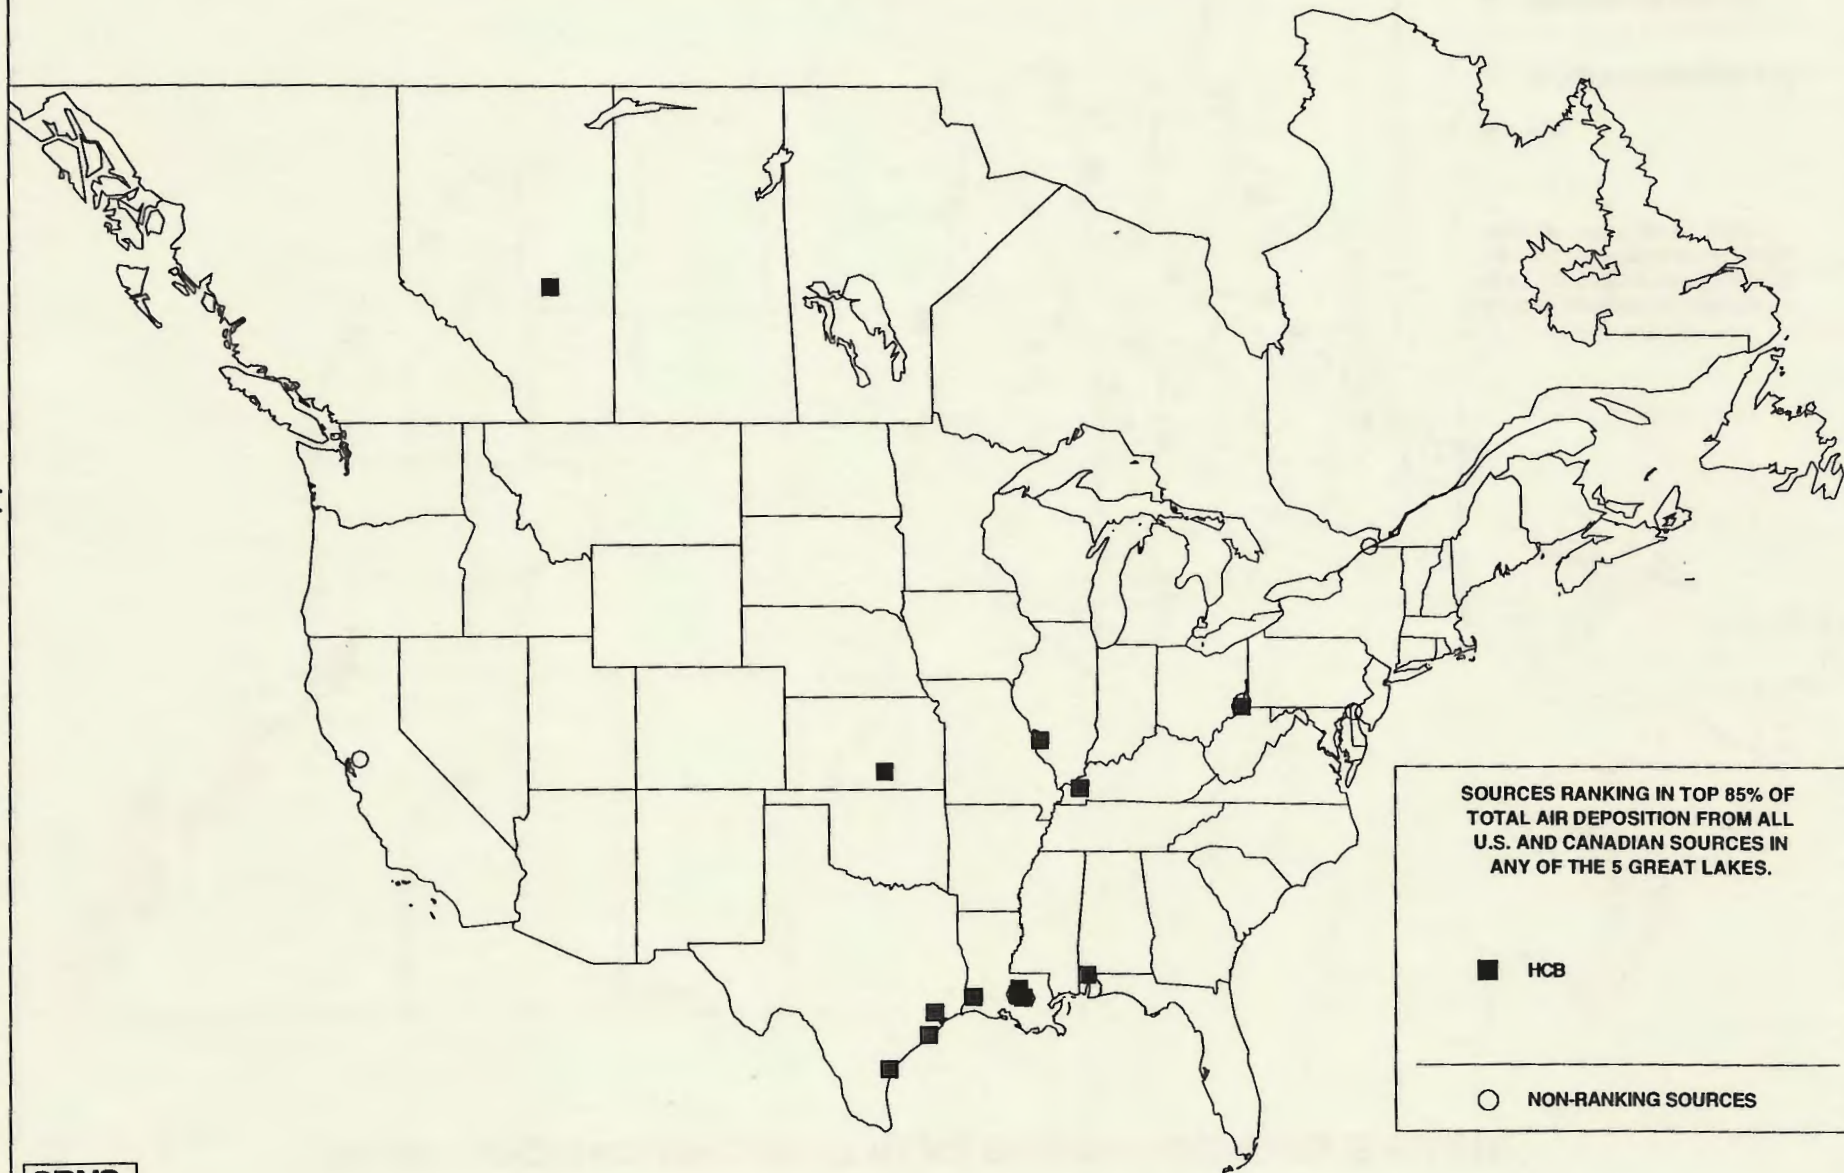 SOURCES RANKING IN TOP 85% OF
TOTAL AIR DEPOSITION FROM ALL
U.S. AND CANADIAN SOURCES IN
ANY OF THE 5 GREAT LAKES.
HCB
NON-RANKING SOURCES